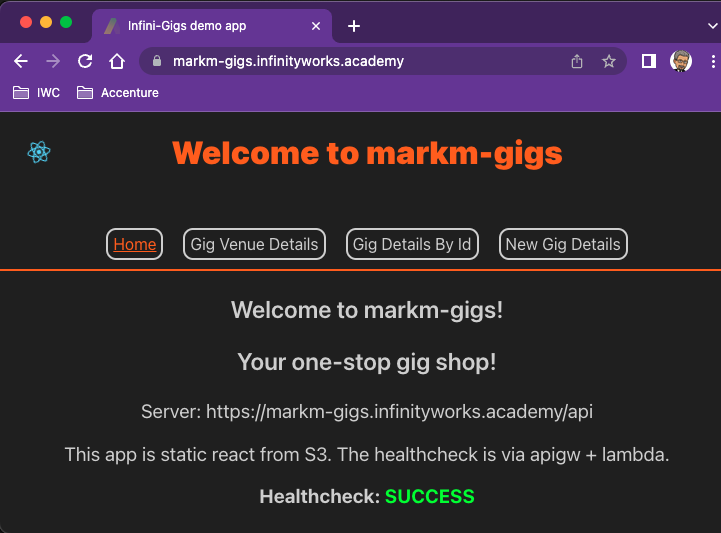 Infini-Gigs demo app
markm-gigs.infinityworks.academy
IWC Accenture
Welcome to markm-gigs
Home Gig Venue Details Gig Details By Id New Gig Details
Welcome to markm-gigs!
Your one-stop gig shop!
Server: https://markm-gigs.infinityworks.academy/api
This app is static react from S3. The healthcheck is via apigw + lambda.
Healthcheck: SUCCESS